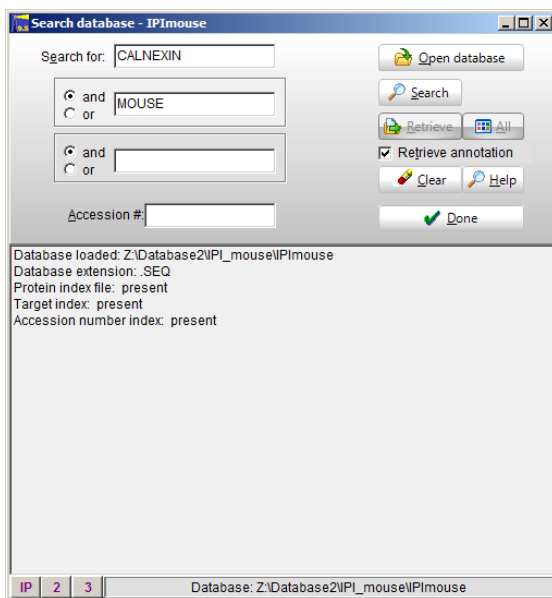 9.5 Search database - IPImouse
Search for: CALNEXIN
Open database
and
or
MOUSE
Search
Retrieve All
and
or
Retrieve annotation
Clear Help
Accession #:
Done
Database loaded: Z:\Database2\IPI_mouse\IPImouse
Database extension: .SEQ
Protein index file: present
Target index: present
Accession number index: present
IP 2 3 Database: Z:\Database2\IPI_mouse\IPImouse